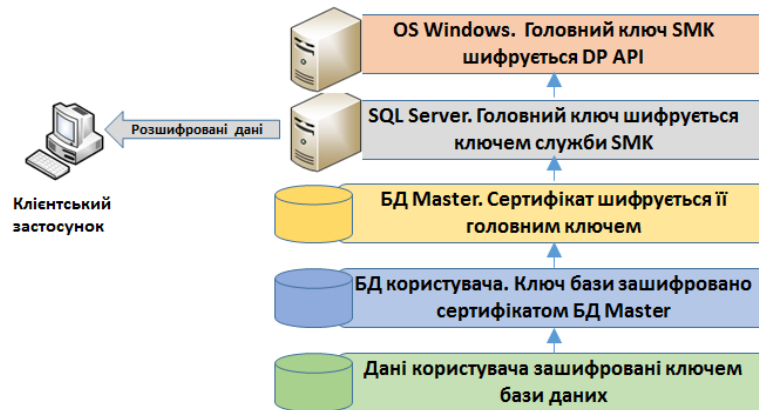 OS Windows. Головний ключ SMK
шифрується DP API
SQL Server. Головний ключ шифрується
ключем служби SMK
Розшифровані дані
Клієнтський
застосунок
БД Master. Сертифікат шифрується її
головним ключем
БД користувача. Ключ бази зашифровано
сертифікатом БД Master
Дані користувача зашифровані ключем
бази даних